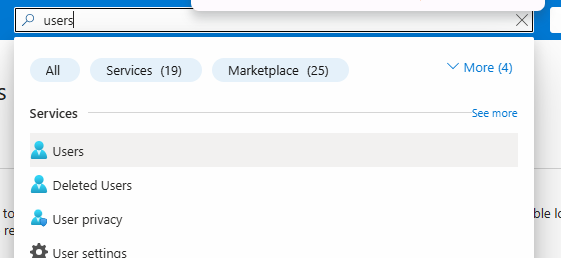 users
All
Services (19)
Marketplace (25)
More (4)
s
Services
See more
Users
Deleted Users
to
User privacy
ble lo
re
User settings